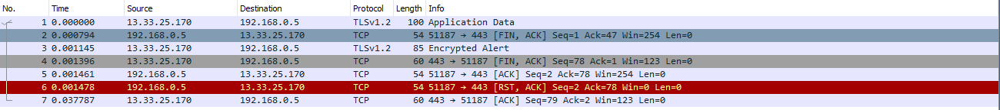 No. Time Source Destination Protocol Length Info
1 0.000000 13.33.25.170 192.168.0.5 TLSv1.2 100 Application Data
2 0.000794 192.168.0.5 13.33.25.170 TCP 54 51187 → 443 [FIN, ACK] Seq=1 Ack=47 Win=254 Len=0
3 0.001145 13.33.25.170 192.168.0.5 TLSv1.2 85 Encrypted Alert
4 0.001396 13.33.25.170 192.168.0.5 TCP 60 443 → 51187 [FIN, ACK] Seq=78 Ack=1 Win=123 Len=0
5 0.001461 192.168.0.5 13.33.25.170 TCP 54 51187 → 443 [ACK] Seq=2 Ack=78 Win=254 Len=0
6 0.001478 192.168.0.5 13.33.25.170 TCP 54 51187 → 443 [RST, ACK] Seq=2 Ack=78 Win=0 Len=0
7 0.037787 13.33.25.170 192.168.0.5 TCP 60 443 → 51187 [ACK] Seq=79 Ack=2 Win=123 Len=0